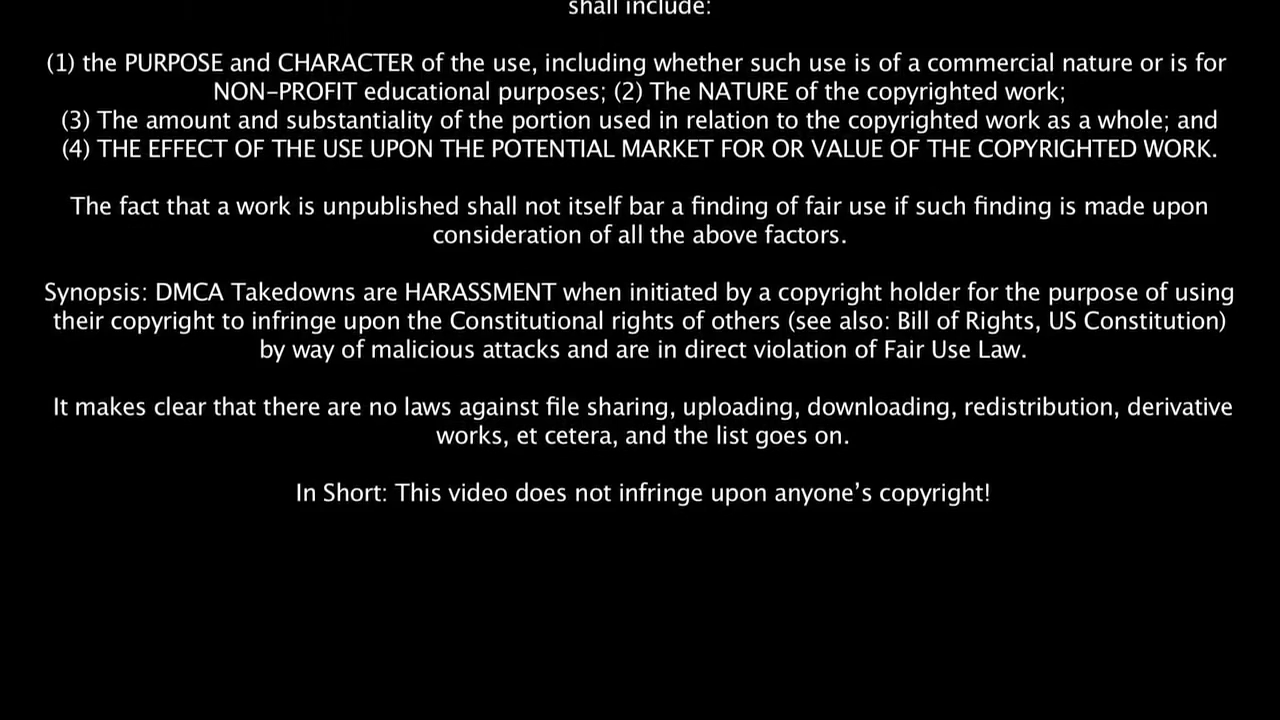 shall include:
(1) the PURPOSE and CHARACTER of the use, including whether such use is of a commercial nature or is for
NON-PROFIT educational purposes; (2) The NATURE of the copyrighted work;
(3) The amount and substantiality of the portion used in relation to the copyrighted work as a whole; and
(4) THE EFFECT OF THE USE UPON THE POTENTIAL MARKET FOR OR VALUE OF THE COPYRIGHTED WORK.
The fact that a work is unpublished shall not itself bar a finding of fair use if such finding is made upon
consideration of all the above factors.
Synopsis: DMCA Takedowns are HARASSMENT when initiated by a copyright holder for the purpose of using
their copyright to infringe upon the Constitutional rights of others (see also: Bill of Rights, US Constitution)
by way of malicious attacks and are in direct violation of Fair Use Law.
It makes clear that there are no laws against file sharing, uploading, downloading, redistribution, derivative
works, et cetera, and the list goes on.
In Short: This video does not infringe upon anyone’s copyright!